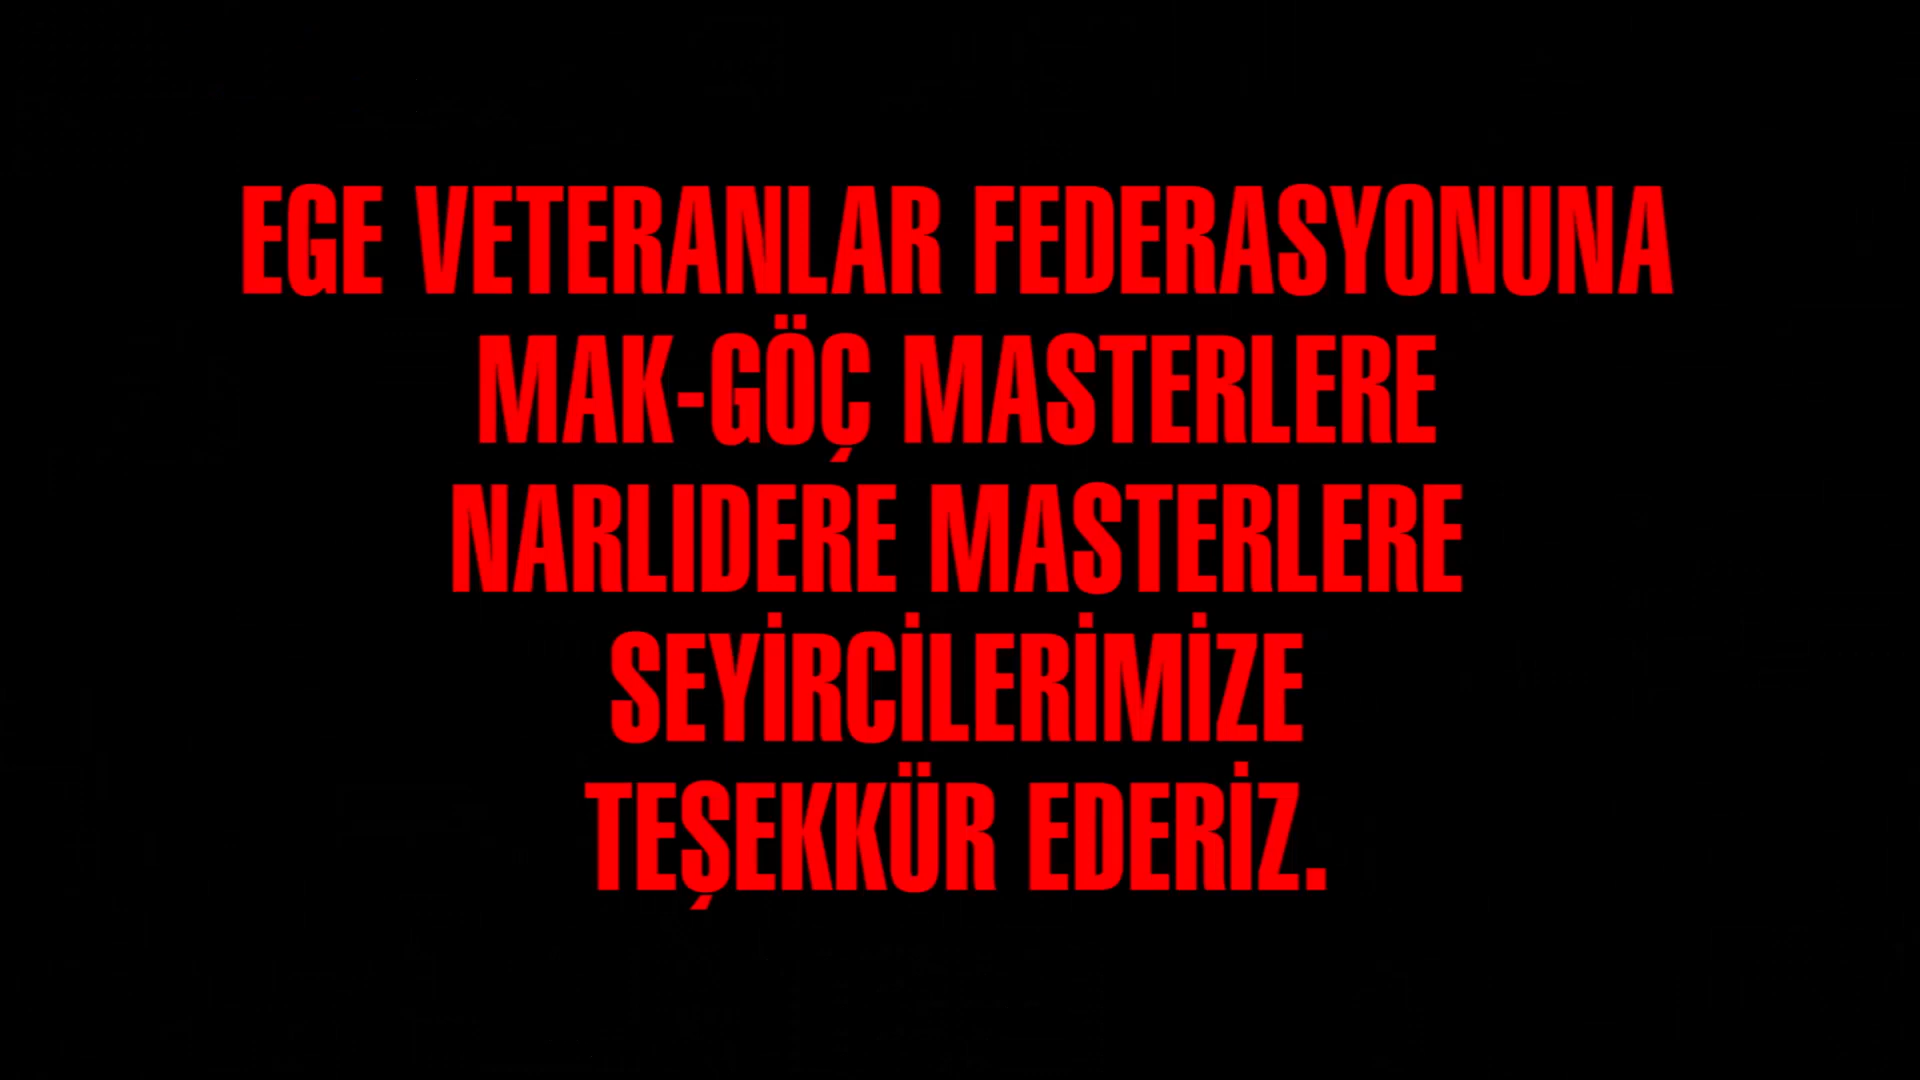 EGE VETERANLAR FEDERASYONUNA
MAK-GÖÇ MASTERLERE
NARLIDERE MASTERLERE
SEYİRCİLERİMİZE
TEŞEKKÜR EDERİZ.